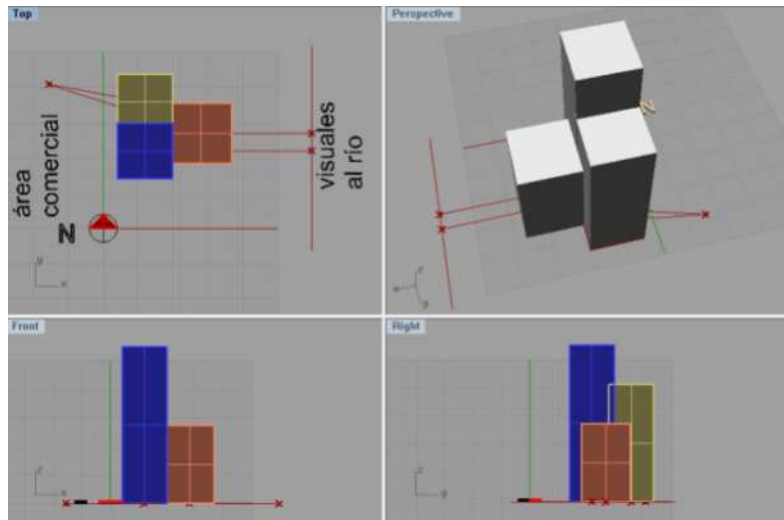 Top
Perspective
área
comercial
visuales
al río
N
y
x
N
z
x
y
Front
Right
z
x
z
y